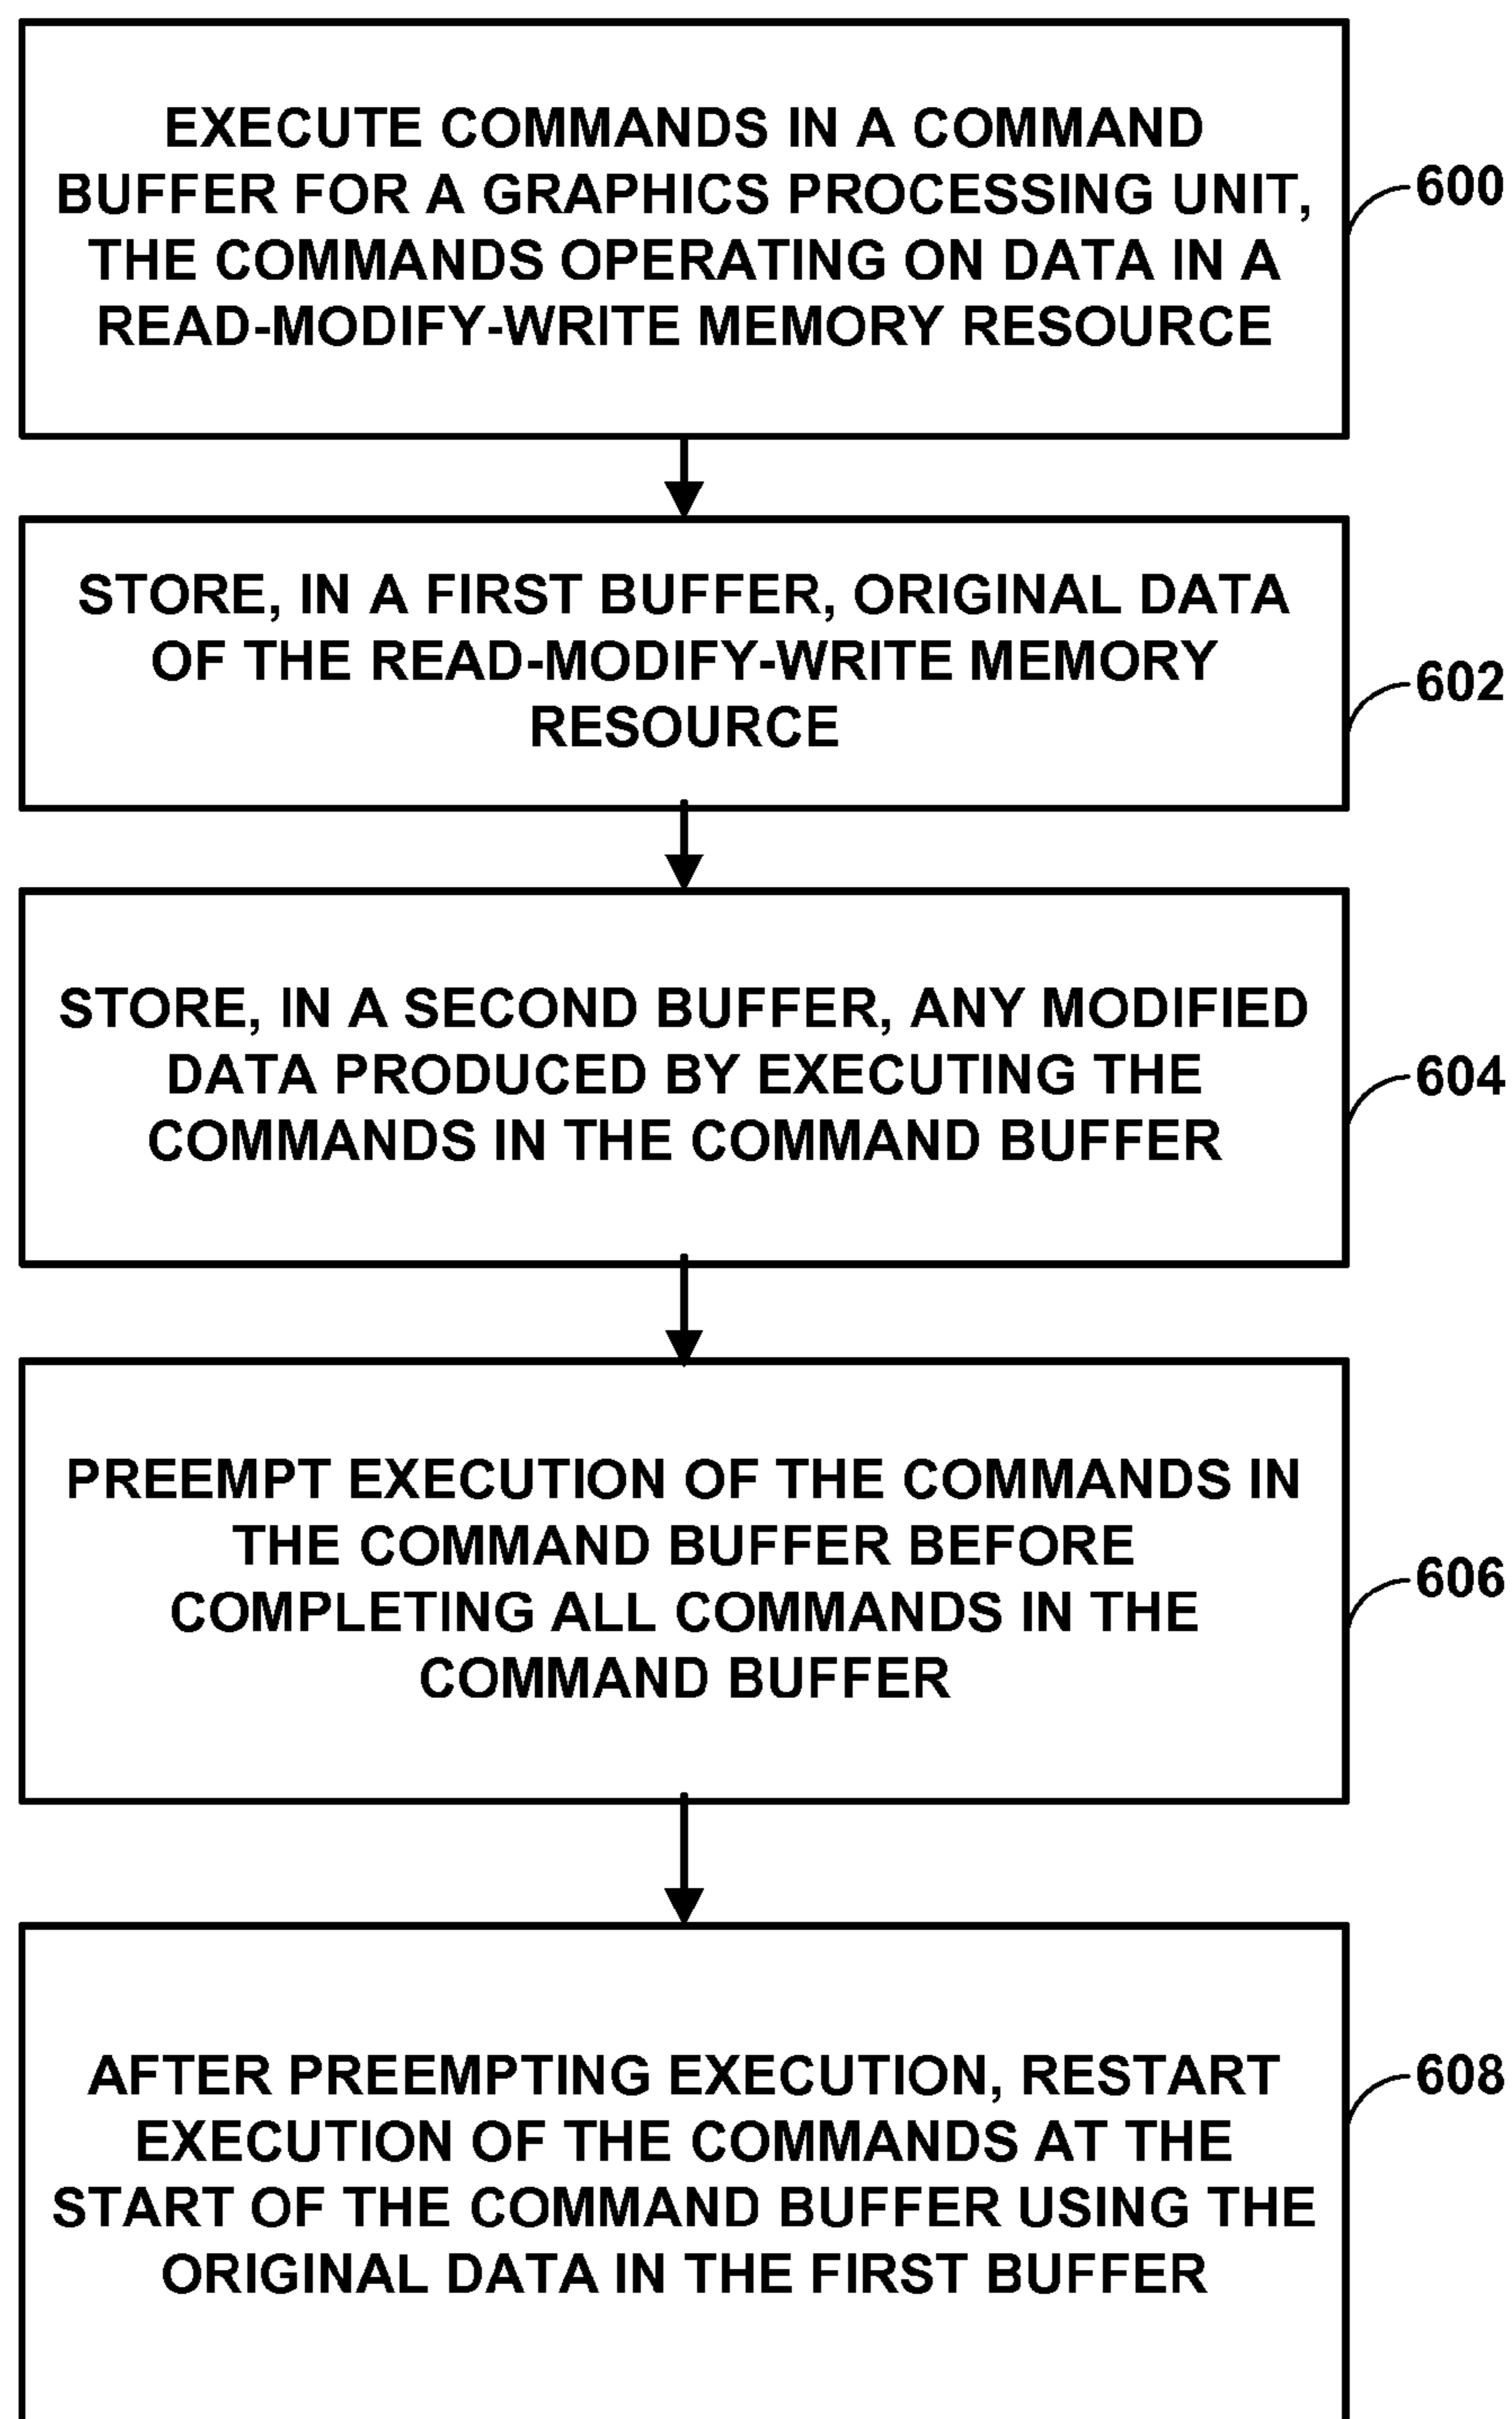 EXECUTE COMMANDS IN A COMMAND
BUFFER FOR A GRAPHICS PROCESSING UNIT,
THE COMMANDS OPERATING ON DATA IN A
READ-MODIFY-WRITE MEMORY RESOURCE
600
STORE, IN A FIRST BUFFER, ORIGINAL DATA
OF THE READ-MODIFY-WRITE MEMORY
RESOURCE
602
STORE, IN A SECOND BUFFER, ANY MODIFIED
DATA PRODUCED BY EXECUTING THE
COMMANDS IN THE COMMAND BUFFER
604
PREEMPT EXECUTION OF THE COMMANDS IN
THE COMMAND BUFFER BEFORE
COMPLETING ALL COMMANDS IN THE
COMMAND BUFFER
606
AFTER PREEMPTING EXECUTION, RESTART
EXECUTION OF THE COMMANDS AT THE
START OF THE COMMAND BUFFER USING THE
ORIGINAL DATA IN THE FIRST BUFFER
608